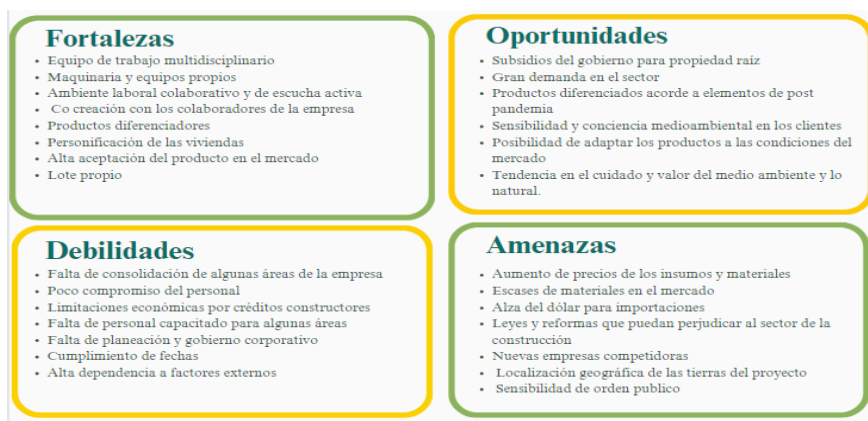 Fortalezas
• Equipo de trabajo multidisciplinario
• Maquinaria y equipos propios
• Ambiente laboral colaborativo y de escucha activa
• Co creación con los colaboradores de la empresa
• Productos diferenciadores
• Personificación de las viviendas
• Alta aceptación del producto en el mercado
• Lote propio
Oportunidades
• Subsidios del gobierno para propiedad raíz
• Gran demanda en el sector
• Productos diferenciados acorde a elementos de post
pandemia
• Sensibilidad y conciencia medioambiental en los clientes
• Posibilidad de adaptar los productos a las condiciones del
mercado
• Tendencia en el cuidado y valor del medio ambiente y lo
natural.
Debilidades
• Falta de consolidación de algunas áreas de la empresa
• Poco compromiso del personal
• Limitaciones económicas por créditos constructores
• Falta de personal capacitado para algunas áreas
• Falta de planeación y gobierno corporativo
• Cumplimiento de fechas
• Alta dependencia a factores externos
Amenazas
• Aumento de precios de los insumos y materiales
• Escases de materiales en el mercado
• Alza del dólar para importaciones
• Leyes y reformas que puedan perjudicar al sector de la
construcción
• Nuevas empresas competidoras
• Localización geográfica de las tierras del proyecto
• Sensibilidad de orden publico